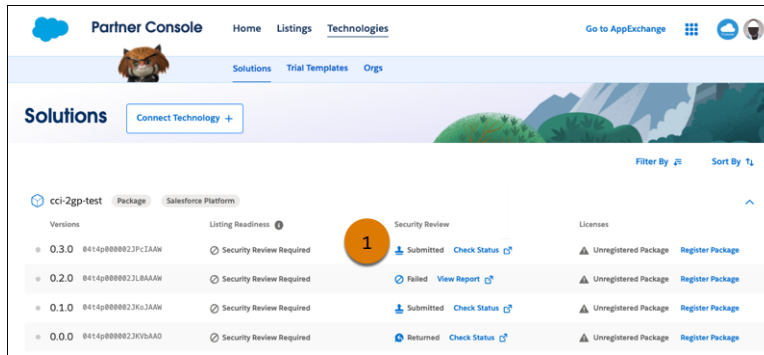 Partner Console Home Listings Technologies Go to AppExchange
Solutions Trial Templates Orgs
Solutions Connect Technology +
Filter By Sort By
cci-2gp-test Package Salesforce Platform
Versions Listing Readiness Security Review Licenses
0.3.0 04t4p000002JPcIAAW Security Review Required 1 Submitted Check Status Unregistered Package Register Package
0.2.0 04t4p000002JL0AAAW Security Review Required Failed View Report Unregistered Package Register Package
0.1.0 04t4p000002JKoJAAW Security Review Required Submitted Check Status Unregistered Package Register Package
0.0.0 04t4p000002JKVbAAO Security Review Required Returned Check Status Unregistered Package Register Package